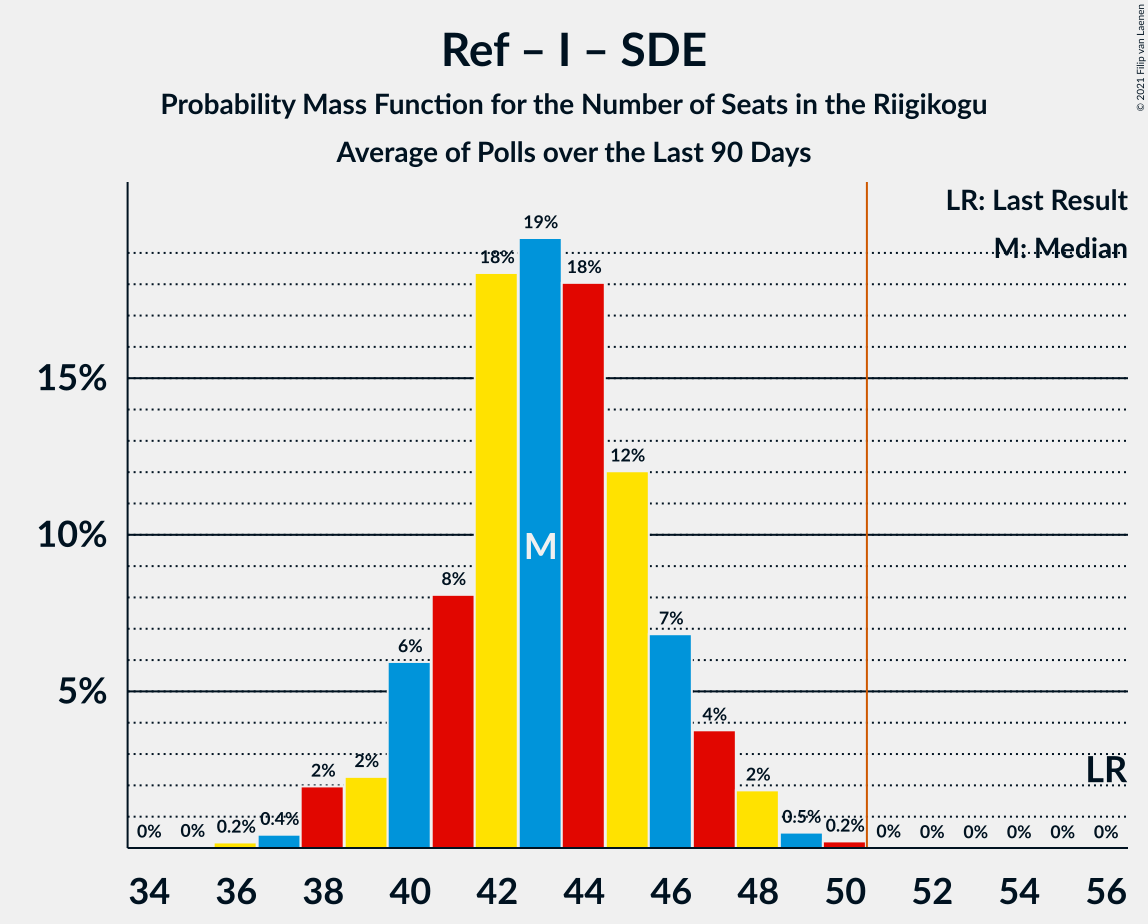 Ref – I – SDE
Probability Mass Function for the Number of Seats in the Riigikogu
Average of Polls over the Last 90 Days
© 2021 Filip van Laenen
LR: Last Result
M: Median
15%
10%
5%
0% 0% 0.2% 0.4% 2% 2% 6% 8% 18% 19% 18% 12% 7% 4% 2% 0.5% 0.2% 0% 0% 0% 0% 0% 0%
M
LR
34 36 38 40 42 44 46 48 50 52 54 56